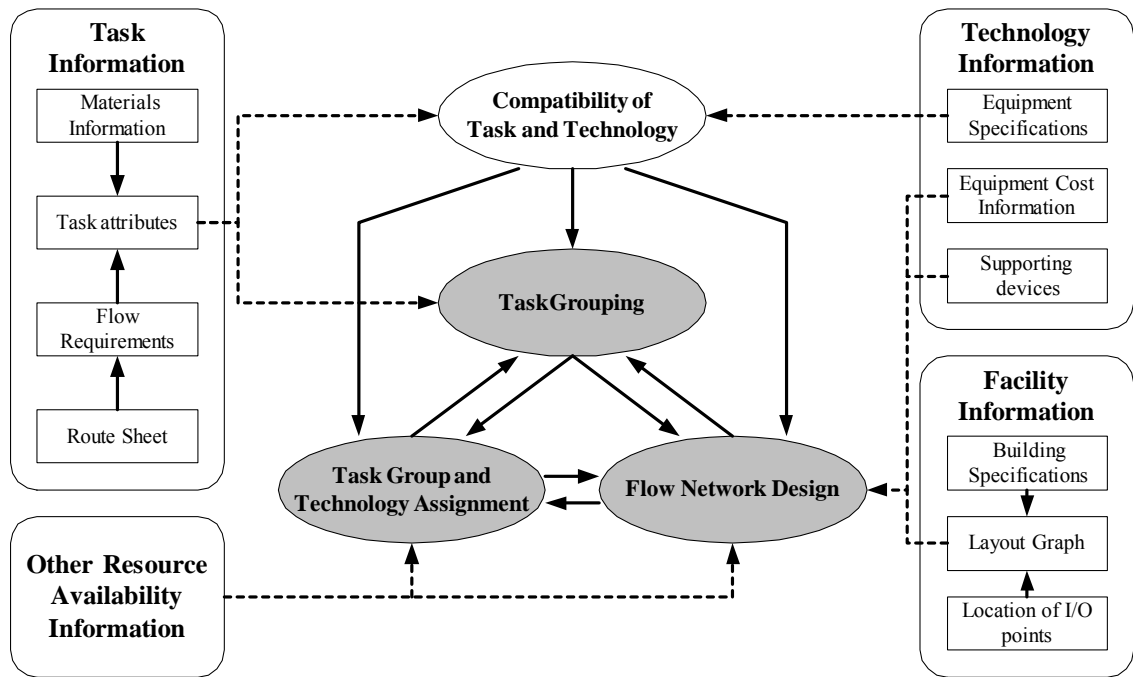 Task
Information
Materials
Information
Task attributes
Flow
Requirements
Route Sheet
Other Resource
Availability
Information
Compatibility of
Task and Technology
TaskGrouping
Task Group and
Technology Assignment
Flow Network Design
Technology
Information
Equipment
Specifications
Equipment Cost
Information
Supporting
devices
Facility
Information
Building
Specifications
Layout Graph
Location of I/O
points